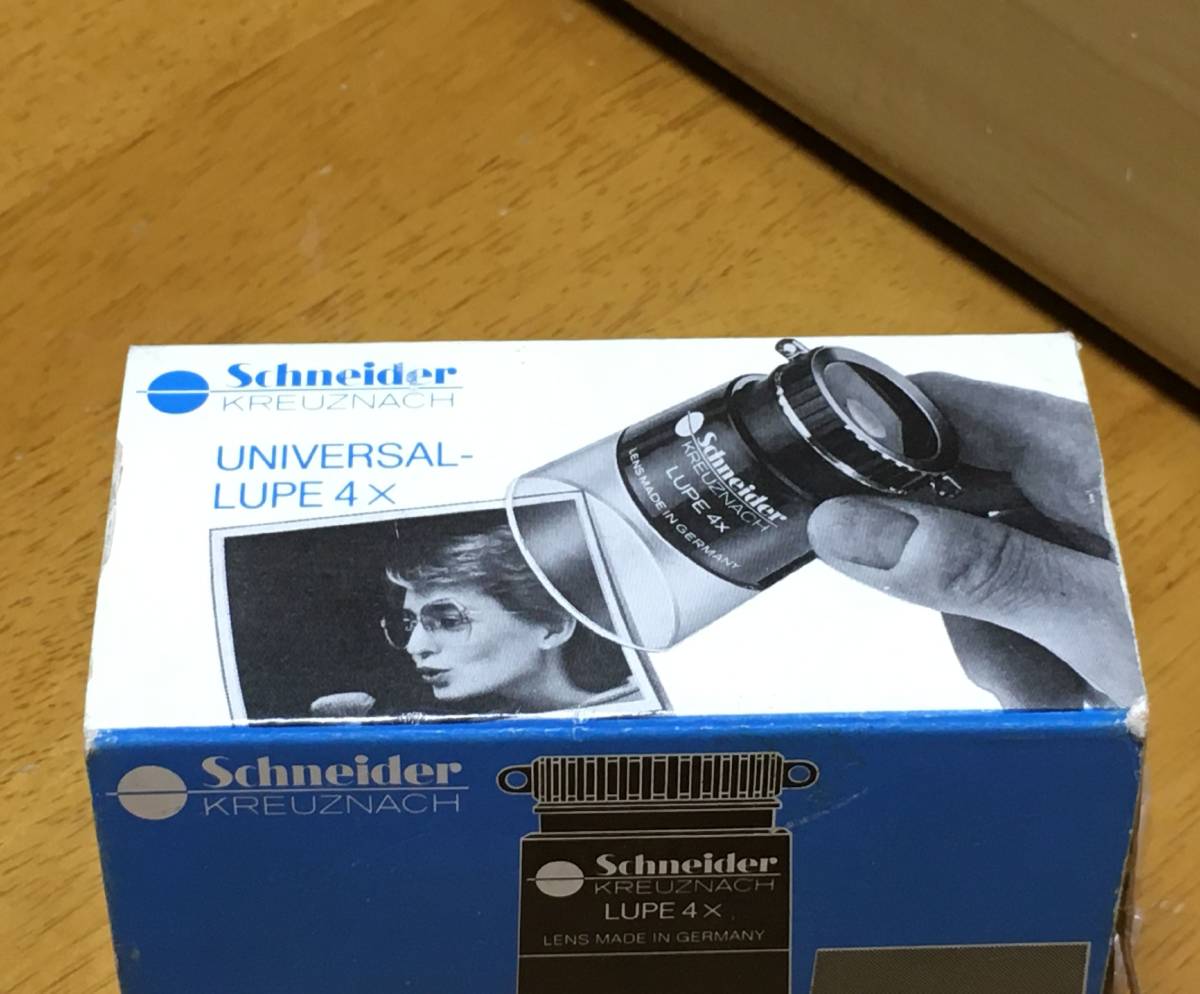 Schneider
KREUZNACH
UNIVERSAL-
LUPE 4×
Schneider
KREUZNACH
LUPE 4x
LENS MADE IN GERMANY
Schneider
KREUZNACH
Schneider
KREUZNACH
LUPE 4×
LENS MADE IN GERMANY